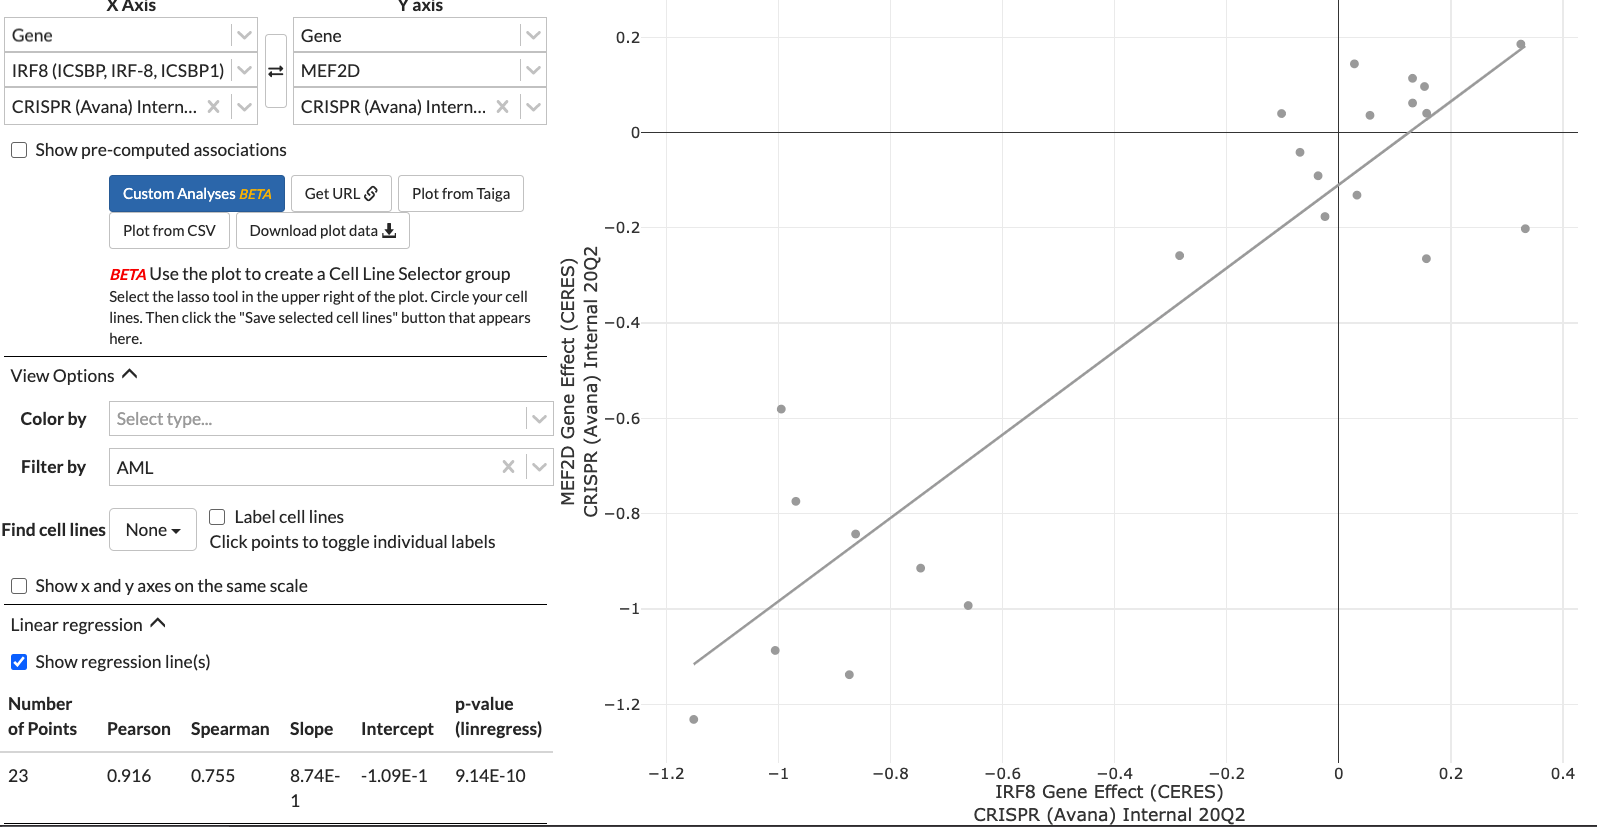 X Axis
Y axis
Gene
Gene
IRF8 (ICSBP, IRF-8, ICSBP1)
MEF2D
CRISPR (Avana) Intern...
CRISPR (Avana) Intern...
Show pre-computed associations
Custom Analyses BETA
Get URL
Plot from Taiga
Plot from CSV
Download plot data
BETA Use the plot to create a Cell Line Selector group
Select the lasso tool in the upper right of the plot. Circle your cell
lines. Then click the "Save selected cell lines" button that appears
here.
View Options
Color by
Select type...
Filter by
AML
Find cell lines
None
Label cell lines
Click points to toggle individual labels
Show x and y axes on the same scale
Linear regression
Show regression line(s)
Number of Points Pearson Spearman Slope Intercept p-value (linregress)
23 0.916 0.755 8.74E-1 -1.09E-1 9.14E-10
MEF2D Gene Effect (CERES)
CRISPR (Avana) Internal 20Q2
0.2
0
−0.2
−0.4
−0.6
−0.8
−1
−1.2
−1.2 −1 −0.8 −0.6 −0.4 −0.2 0 0.2 0.4
IRF8 Gene Effect (CERES)
CRISPR (Avana) Internal 20Q2